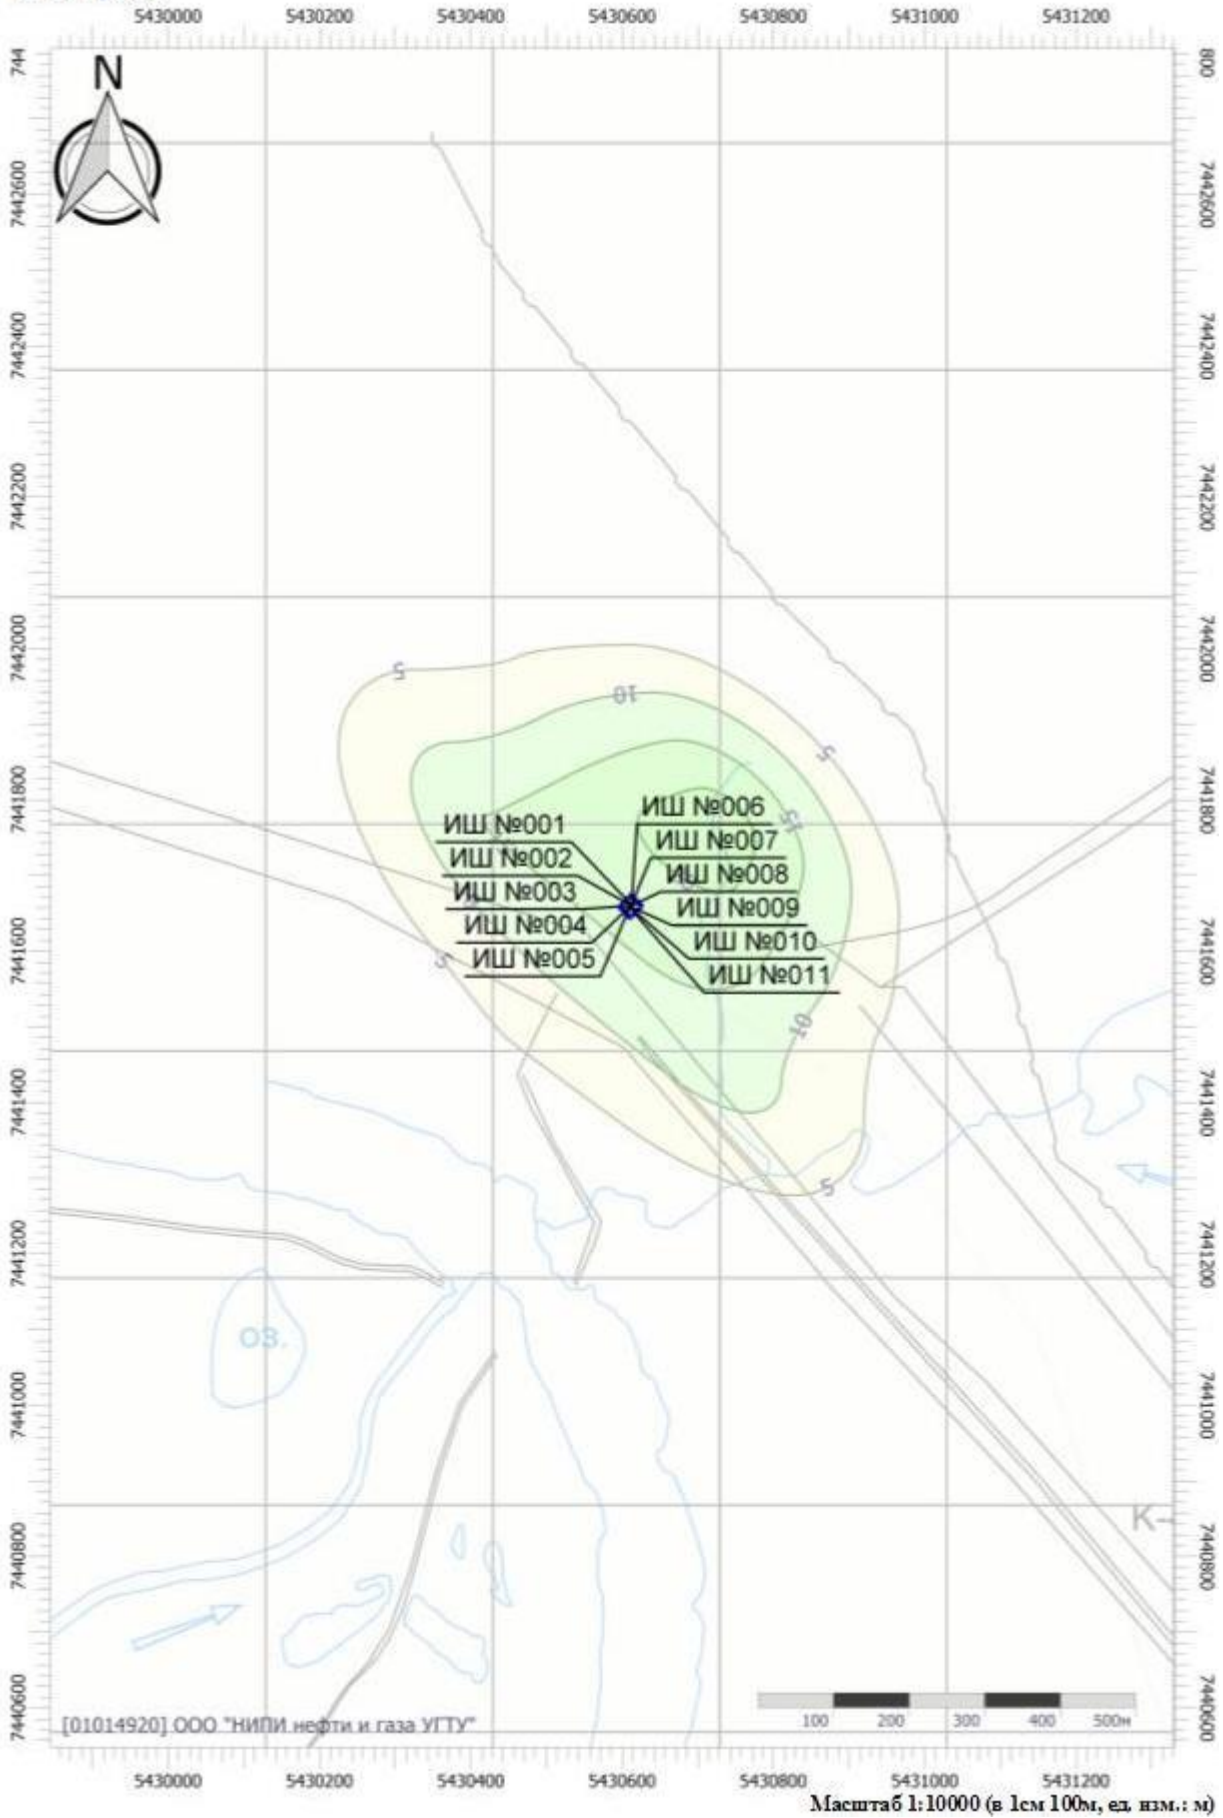 5430000 5430200 5430400 5430600 5430800 5431000 5431200
744 800
N
7442600 7442600
7442400 7442400
7442200 7442200
7442000 7442000
5
10
5
7441800 7441800
ИШ №006
15
ИШ №001
ИШ №007
ИШ №002
ИШ №008
ИШ №003
ИШ №009
ИШ №004
ИШ №010
7441600 7441600
ИШ №005
5
ИШ №011
10
7441400 7441400
5
7441200 7441200
оз.
7441000 7441000
К-
7440800 7440800
7440600 7440600
[01014920] ООО "НИПИ нефти и газа УГТУ"
100 200 300 400 500м
5430000 5430200 5430400 5430600 5430800 5431000 5431200
Масштаб 1:10000 (в 1см 100м, ед. изм.: м)